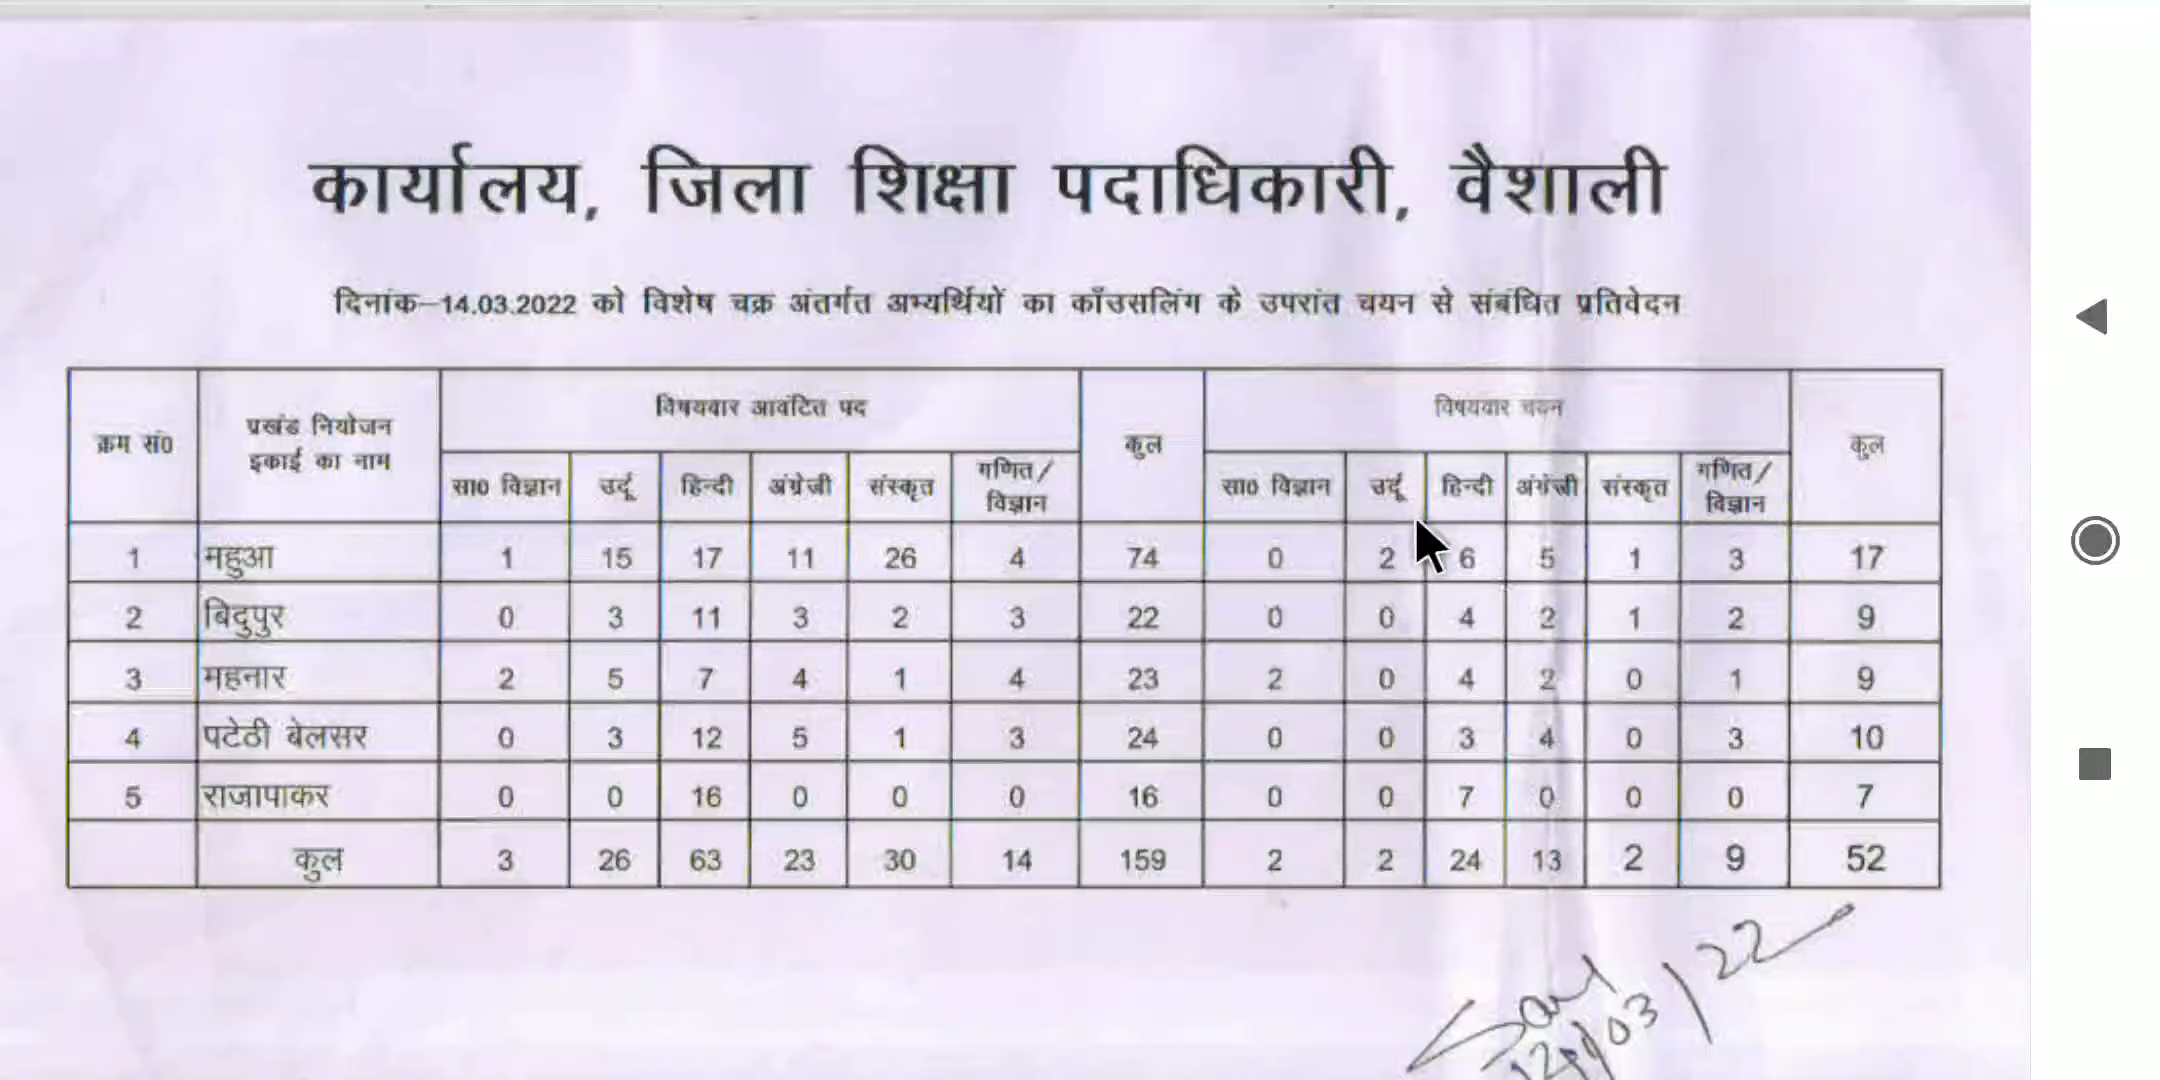 कार्यालय, जिला शिक्षा पदाधिकारी, वैशाली
दिनांक–14.03.2022 को विशेष चक्र अंतर्गत अभ्यर्थियों का काँउसलिंग के उपरांत चयन से संबंधित प्रतिवेदन
क्रम सं0 प्रखंड नियोजन इकाई का नाम विषयवार आवंटित पद कुल विषयवार चयन कुल
सा0 विज्ञान उर्दू हिन्दी अंग्रेजी संस्कृत गणित/विज्ञान सा0 विज्ञान उर्दू हिन्दी अंग्रेजी संस्कृत गणित/विज्ञान
1 महुआ 1 15 17 11 26 4 74 0 2 6 5 1 3 17
2 बिदुपुर 0 3 11 3 2 3 22 0 0 4 2 1 2 9
3 महनार 2 5 7 4 1 4 23 2 0 4 2 0 1 9
4 पटेठी बेलसर 0 3 12 5 1 3 24 0 0 3 4 0 3 10
5 राजापाकर 0 0 16 0 0 0 16 0 0 7 0 0 0 7
कुल 3 26 63 23 30 14 159 2 2 24 13 2 9 52